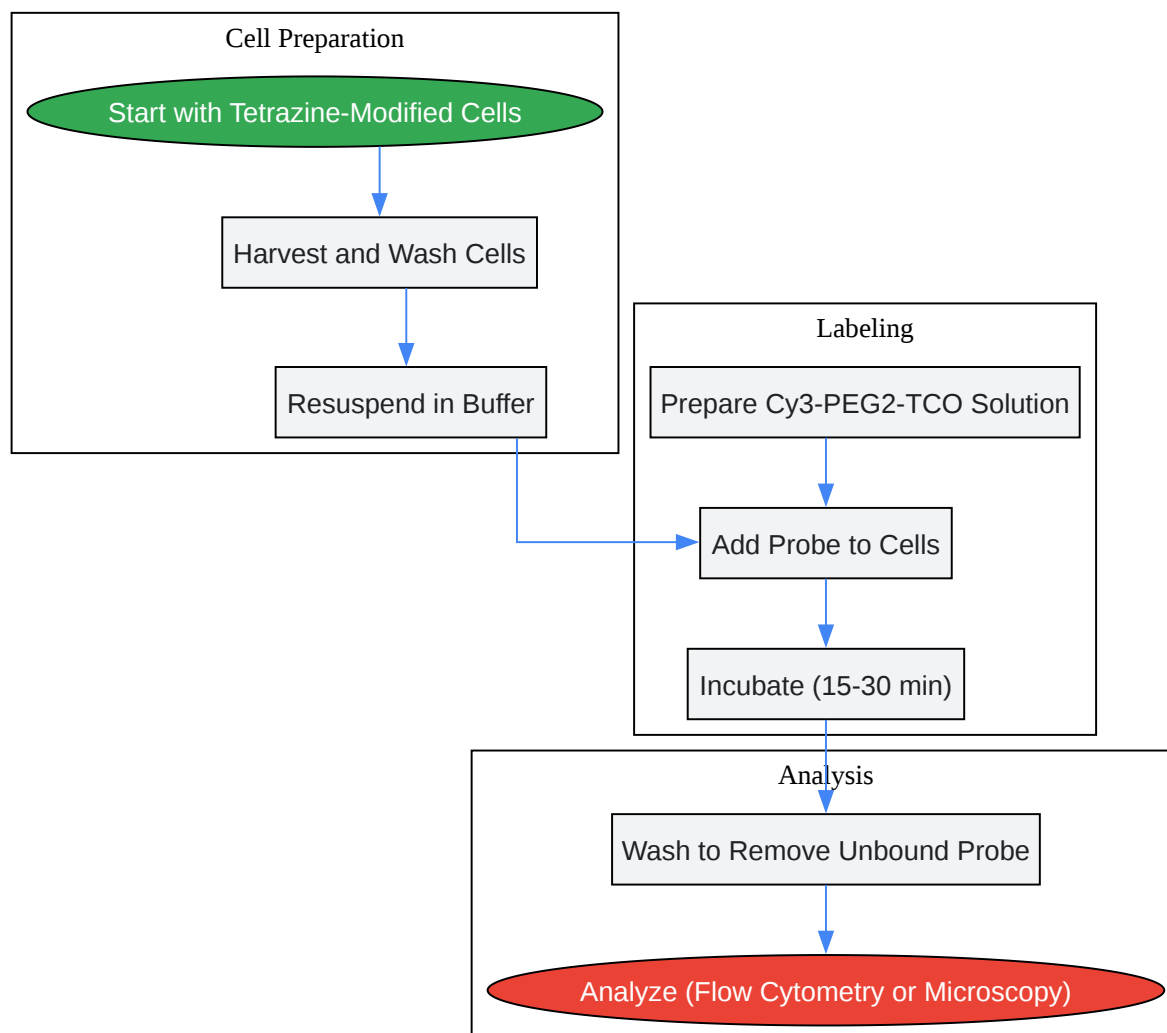 Cell Preparation
Start with Tetrazine-Modified Cells
Harvest and Wash Cells
Resuspend in Buffer
Labeling
Prepare Cy3-PEG2-TCO Solution
Add Probe to Cells
Incubate (15-30 min)
Analysis
Wash to Remove Unbound Probe
Analyze (Flow Cytometry or Microscopy)